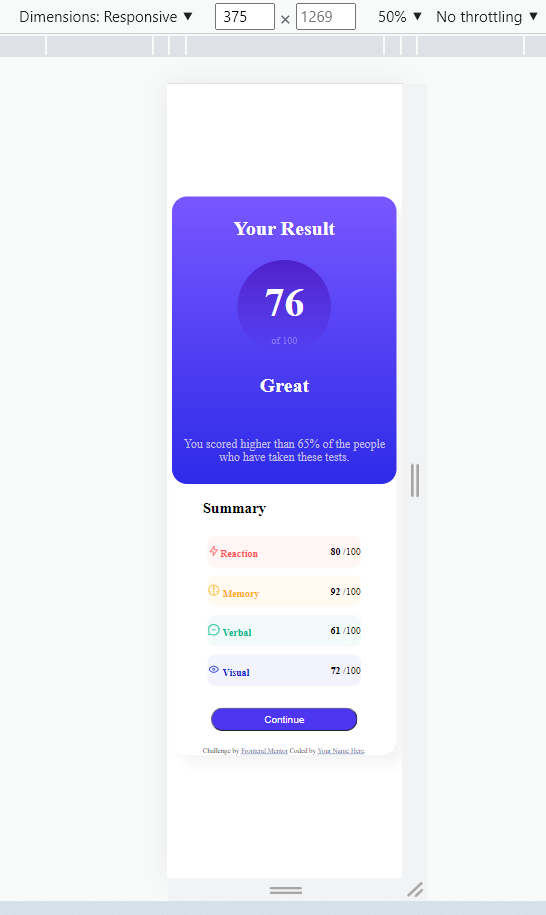 Dimensions: Responsive ▼ 375 × 1269 50% ▼ No throttling ▼
Your Result
76
of 100
Great
You scored higher than 65% of the people
who have taken these tests.
Summary
Reaction 80 /100
Memory 92 /100
Verbal 61 /100
Visual 72 /100
Continue
Challenge by Frontend Mentor Coded by Your Name Here.